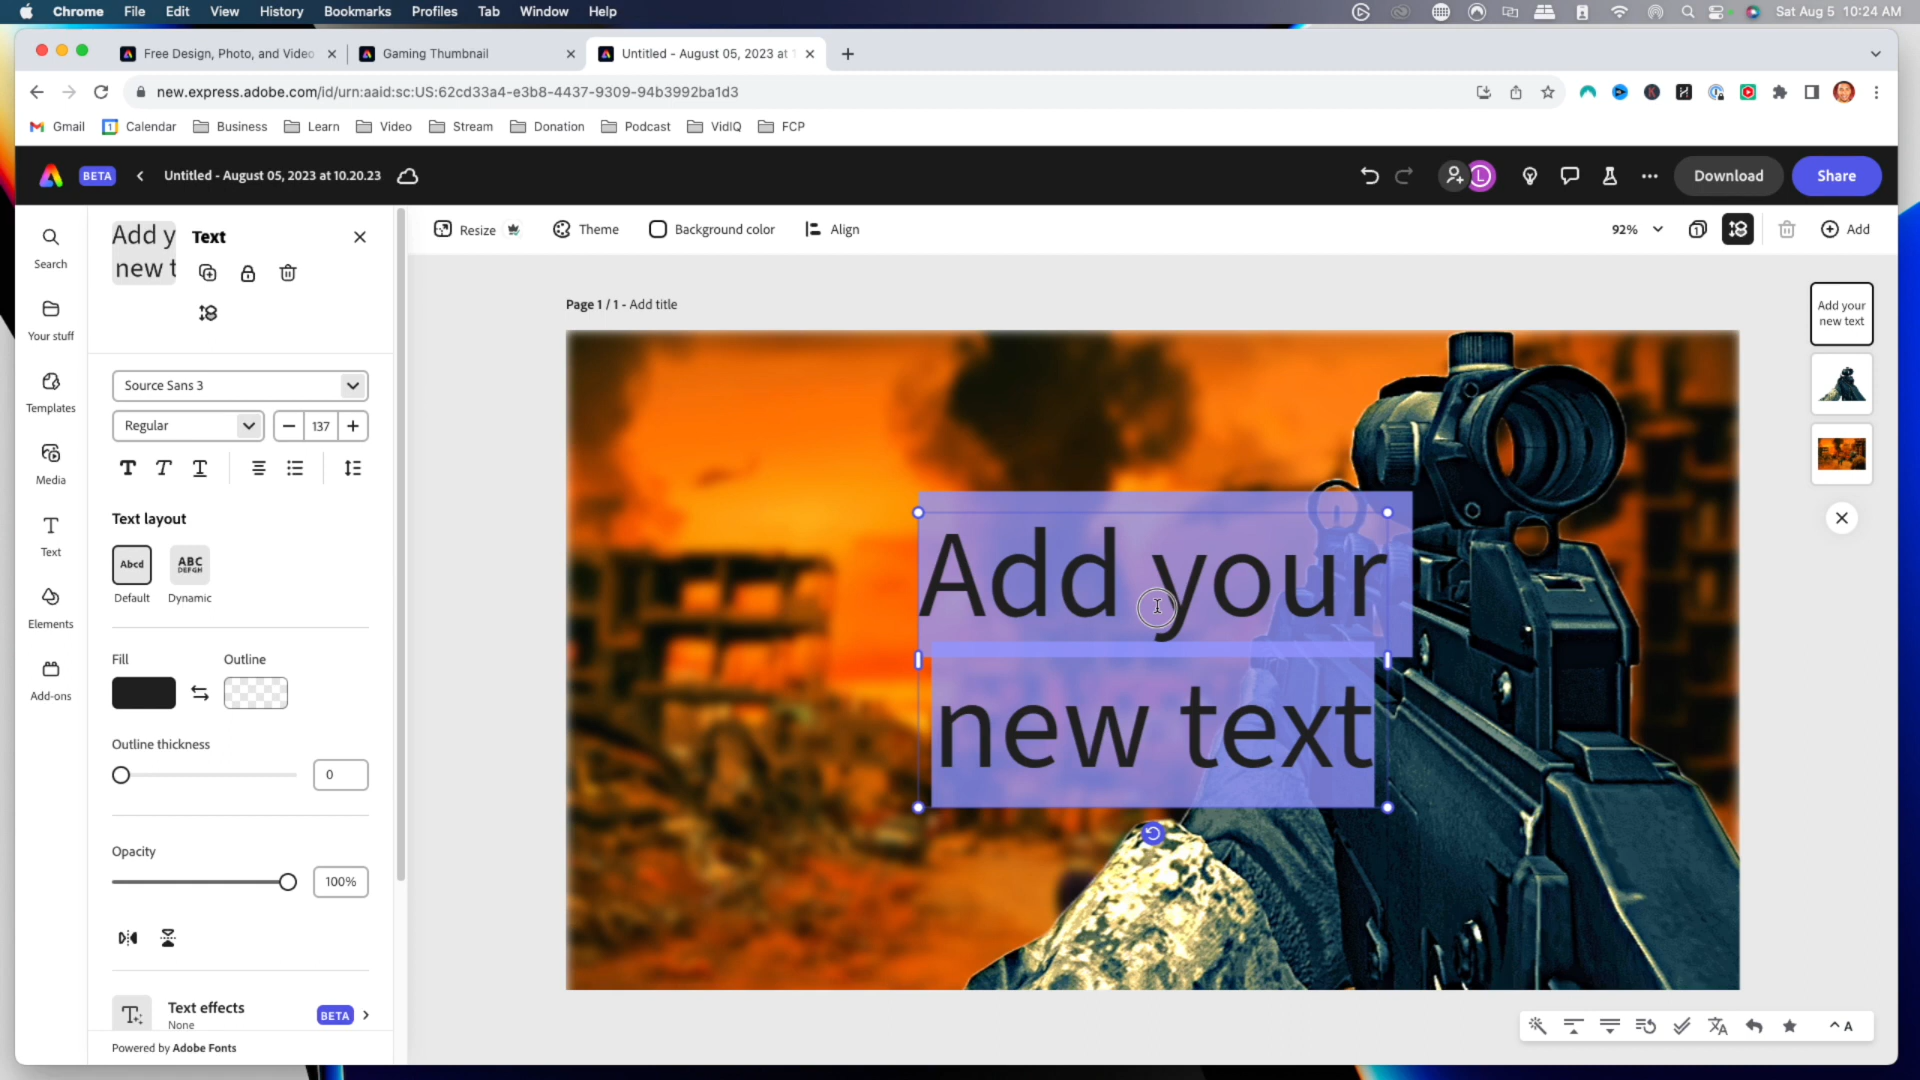 Chrome File Edit View History Bookmarks Profiles Tab Window Help
Sat Aug 5 10:24 AM
Free Design, Photo, and Video
Gaming Thumbnail
Untitled - August 05, 2023 at 1
new.express.adobe.com/id/urn:aaid:sc:US:62cd33a4-e3b8-4437-9309-94b3992ba1d3
Gmail Calendar Business Learn Video Stream Donation Podcast VidIQ FCP
BETA Untitled - August 05, 2023 at 10.20.23
L Download Share
Search
Your stuff
Templates
Media
Text
Elements
Add-ons
Add y
new t
Text
Source Sans 3
Regular 137
Text layout
Abcd ABC DEFGH
Default Dynamic
Fill Outline
Outline thickness
0
Opacity
100%
Text effects
None
BETA
Powered by Adobe Fonts
Resize Theme Background color Align
92% 1 Add
Page 1 / 1 - Add title
Add your
new text
Add your
new text
A